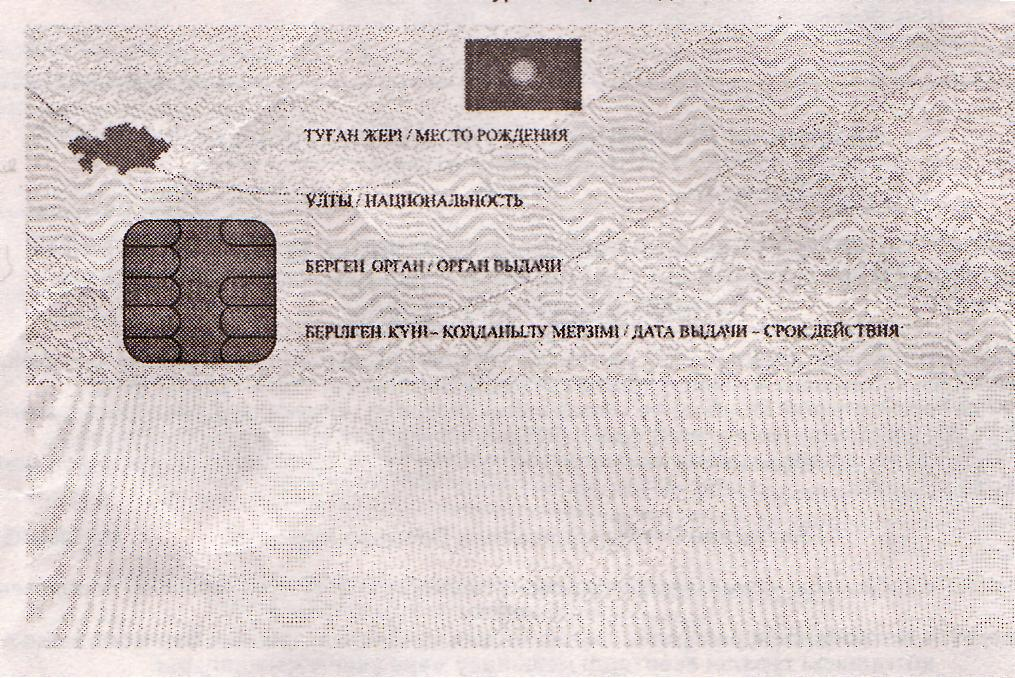 ТУҒАН ЖЕРІ / МЕСТО РОЖДЕНИЯ
ҰЛТЫ / НАЦИОНАЛЬНОСТЬ
БЕРГЕН ОРГАН / ОРГАН ВЫДАЧИ
БЕРІЛГЕН КҮНІ – ҚОЛДАНЫЛУ МЕРЗІМІ / ДАТА ВЫДАЧИ – СРОК ДЕЙСТВИЯ